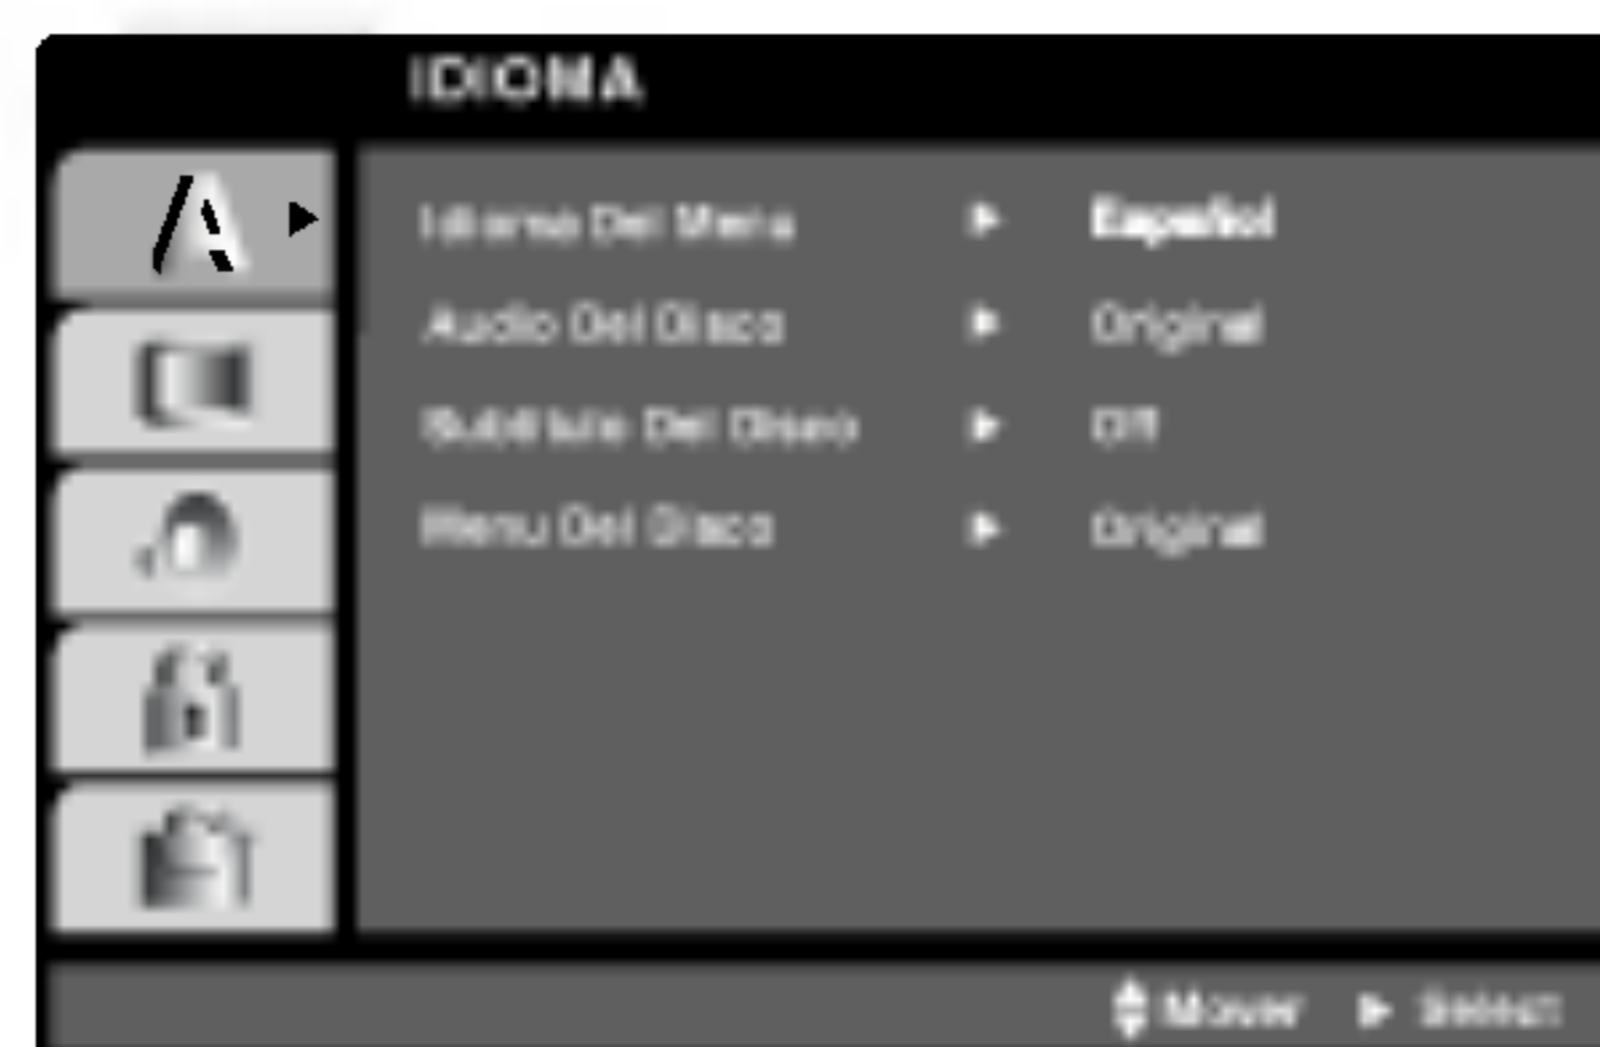 IDIOMA
Idioma Del Menu ► Español
Audio Del Disco ► Original
Subtitulo Del Disco ► Off
Menu Del Disco ► Original
Mover ► Select